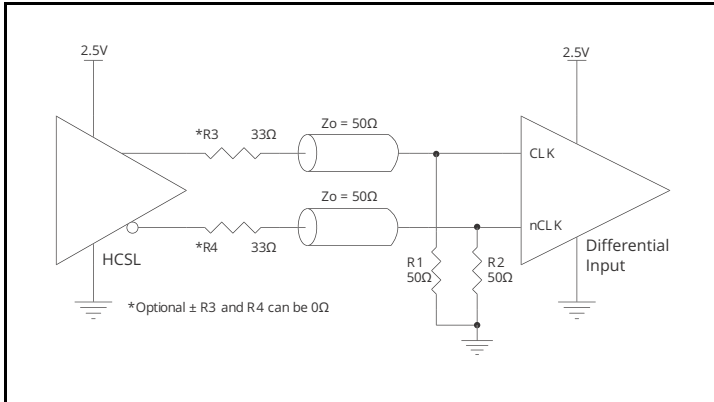 2.5V
2.5V
*R3
33Ω
Zo = 50Ω
CLK
Zo = 50Ω
nCLK
*R4
33Ω
HCSL
R1
50Ω
R2
50Ω
Differential
Input
*Optional ± R3 and R4 can be 0Ω